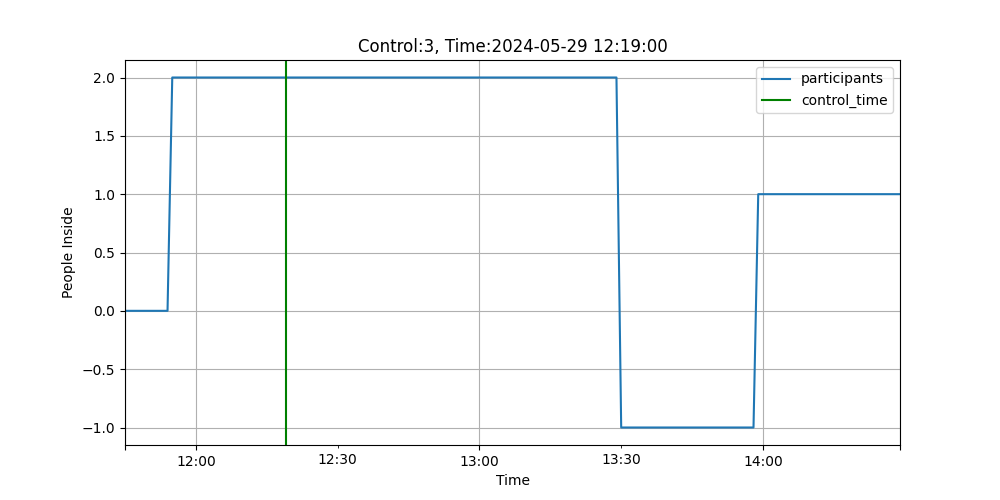 Control:3, Time:2024-05-29 12:19:00
participants
control_time
2.0
1.5
1.0
0.5
0.0
−0.5
−1.0
People Inside
12:00 12:30 13:00 13:30 14:00
Time